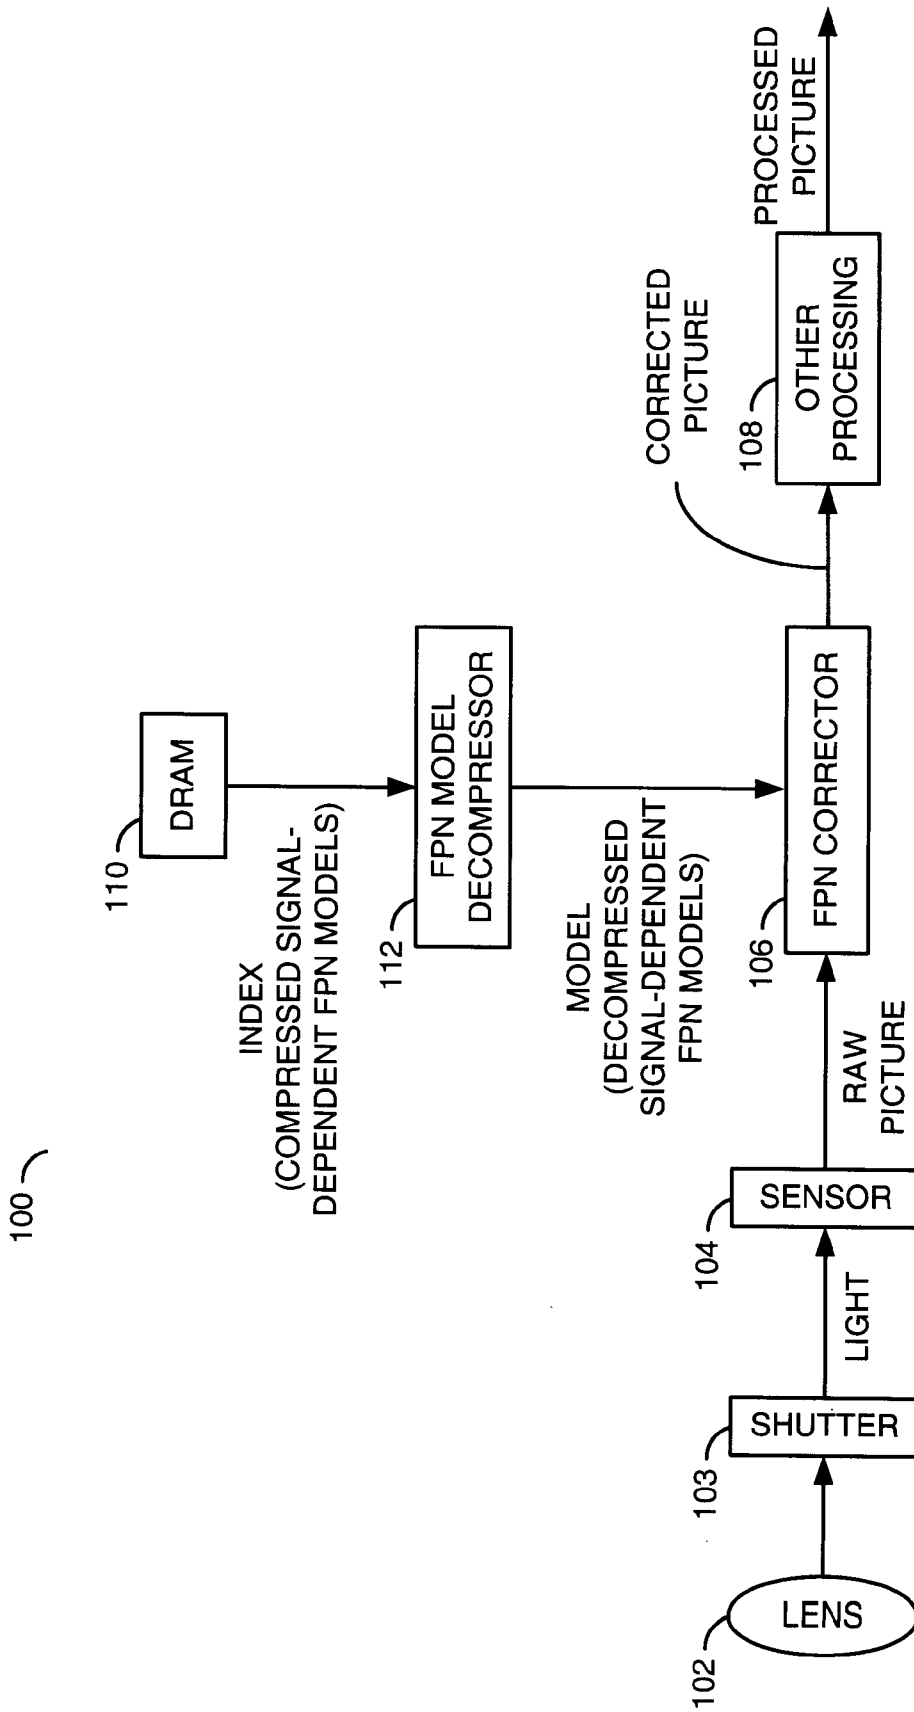 100
110
DRAM
INDEX
(COMPRESSED SIGNAL-
DEPENDENT FPN MODELS)
112
FPN MODEL
DECOMPRESSOR
MODEL
(DECOMPRESSED
SIGNAL-DEPENDENT
FPN MODELS)
102
LENS
103
SHUTTER
LIGHT
104
SENSOR
RAW
PICTURE
106
FPN CORRECTOR
CORRECTED
PICTURE
108
OTHER
PROCESSING
PROCESSED
PICTURE